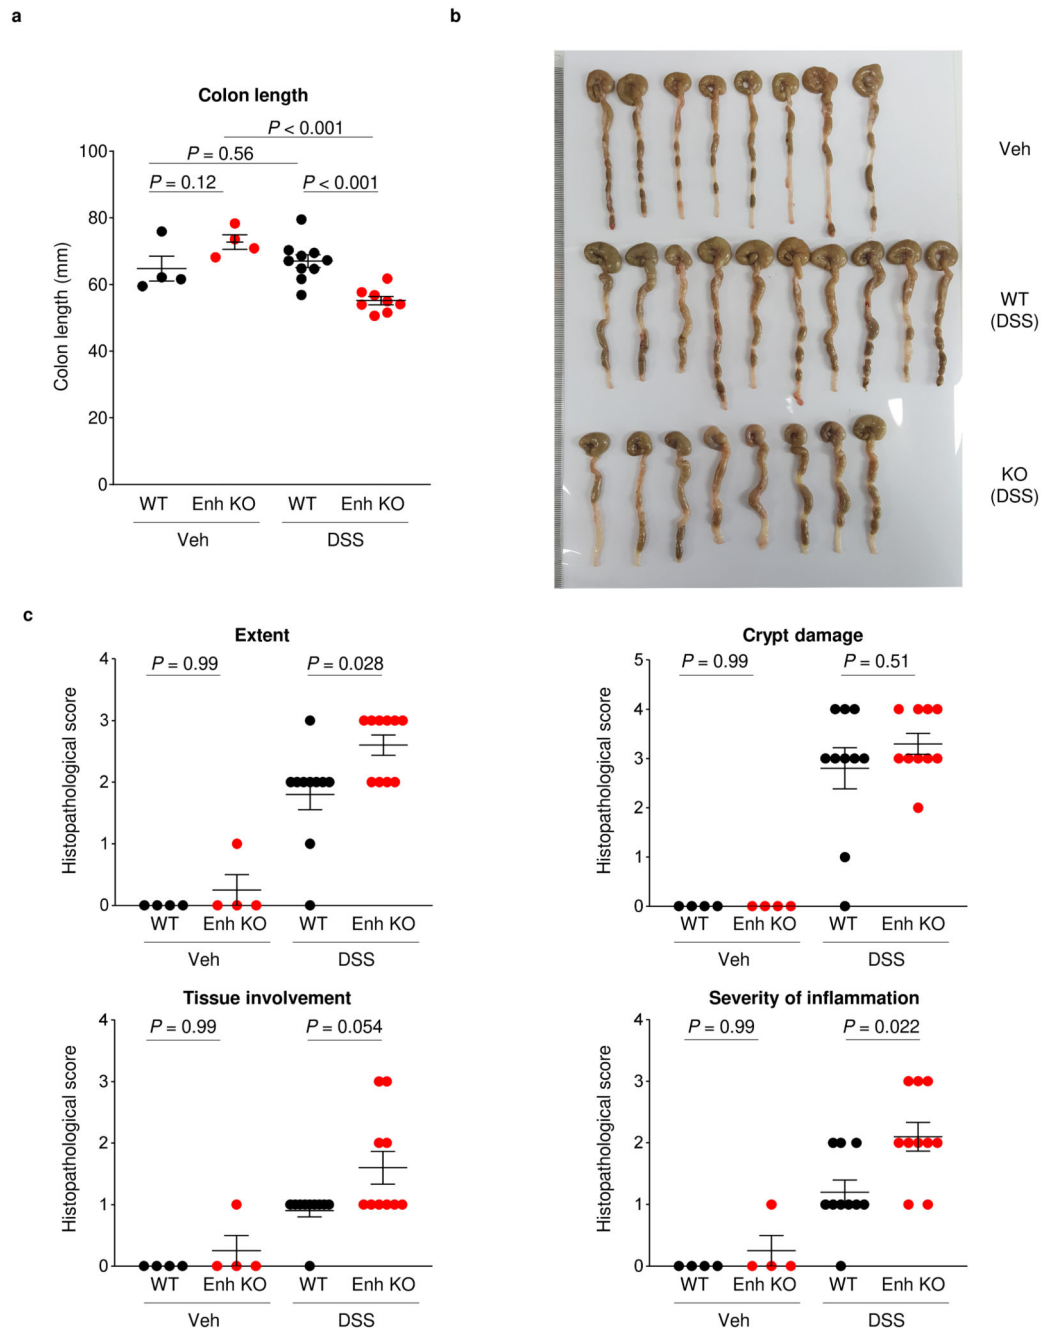 a
b
Colon length
P < 0.001
P = 0.56
P = 0.12
P < 0.001
100
80
60
40
20
0
Colon length (mm)
WT
Enh KO
WT
Enh KO
Veh
DSS
Veh
WT
(DSS)
KO
(DSS)
c
Extent
P = 0.99
P = 0.028
4
3
2
1
0
Histopathological score
WT
Enh KO
WT
Enh KO
Veh
DSS
Crypt damage
P = 0.99
P = 0.51
5
4
3
2
1
0
Histopathological score
WT
Enh KO
WT
Enh KO
Veh
DSS
Tissue involvement
P = 0.99
P = 0.054
4
3
2
1
0
Histopathological score
WT
Enh KO
WT
Enh KO
Veh
DSS
Severity of inflammation
P = 0.99
P = 0.022
4
3
2
1
0
Histopathological score
WT
Enh KO
WT
Enh KO
Veh
DSS